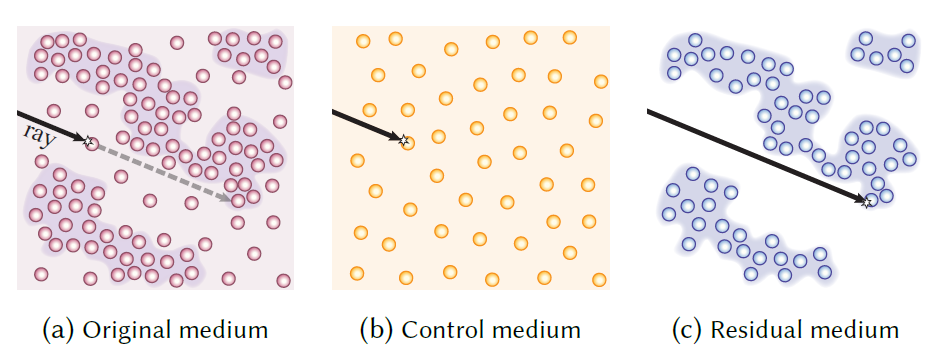 ray
(a) Original medium
(b) Control medium
(c) Residual medium